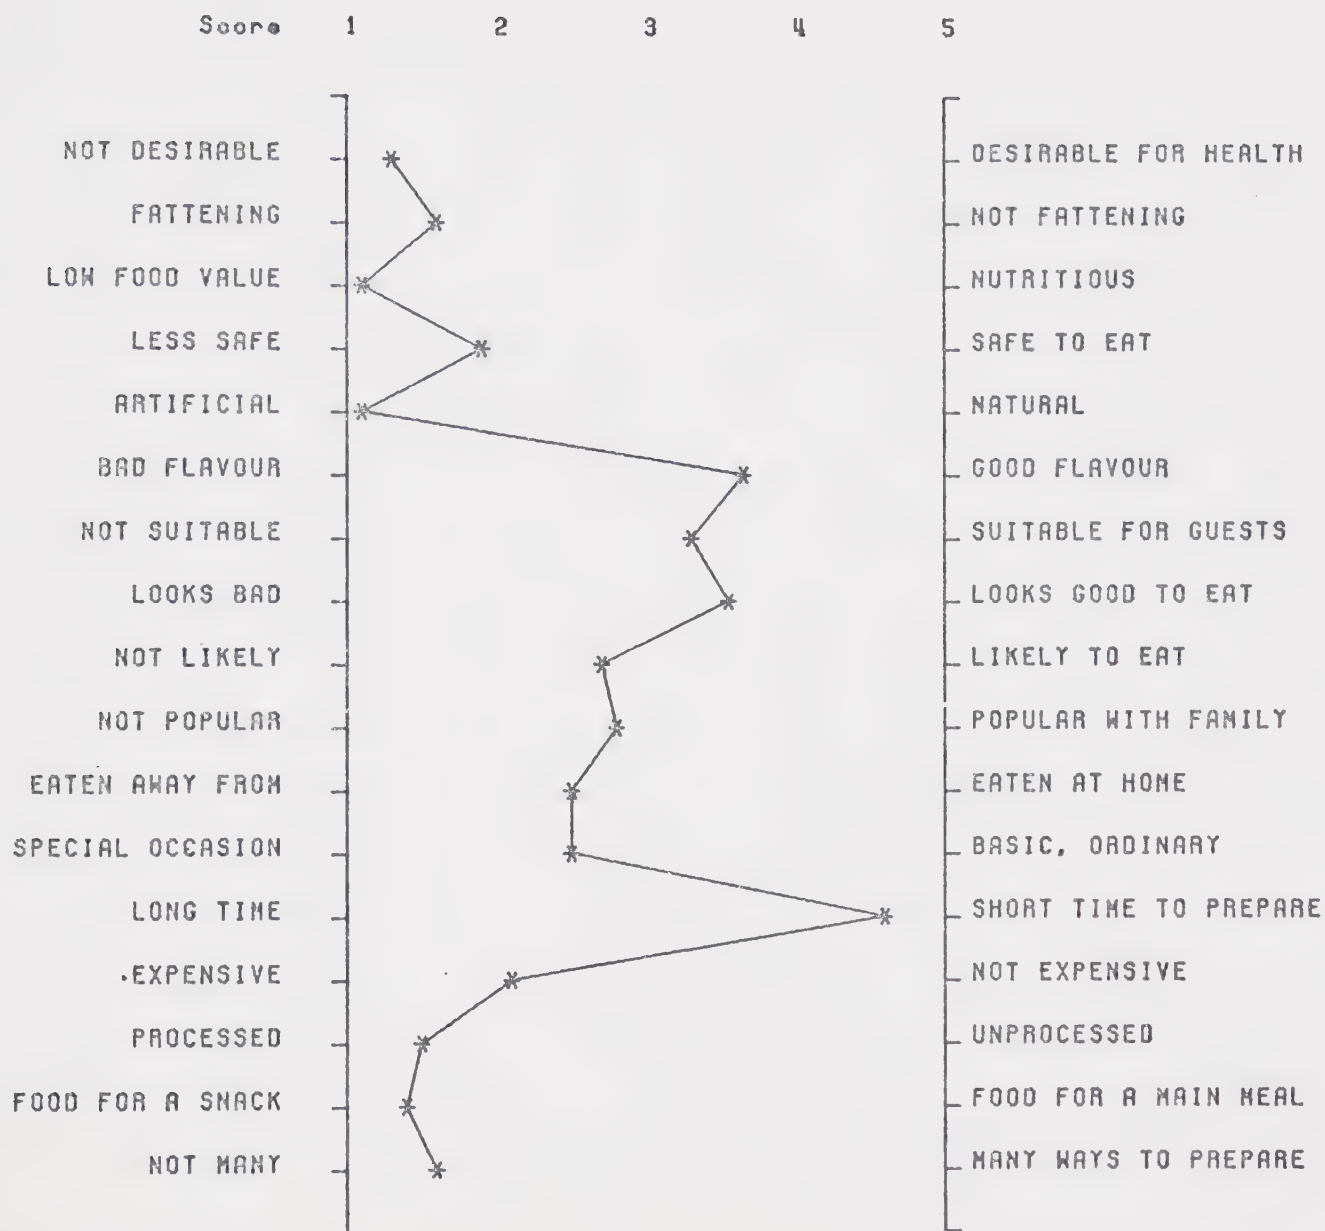 Score 1 2 3 4 5
NOT DESIRABLE DESIRABLE FOR HEALTH
FATTENING NOT FATTENING
LOW FOOD VALUE NUTRITIOUS
LESS SAFE SAFE TO EAT
ARTIFICIAL NATURAL
BAD FLAVOUR GOOD FLAVOUR
NOT SUITABLE SUITABLE FOR GUESTS
LOOKS BAD LOOKS GOOD TO EAT
NOT LIKELY LIKELY TO EAT
NOT POPULAR POPULAR WITH FAMILY
EATEN AWAY FROM EATEN AT HOME
SPECIAL OCCASION BASIC, ORDINARY
LONG TIME SHORT TIME TO PREPARE
EXPENSIVE NOT EXPENSIVE
PROCESSED UNPROCESSED
FOOD FOR A SNACK FOOD FOR A MAIN MEAL
NOT MANY MANY WAYS TO PREPARE